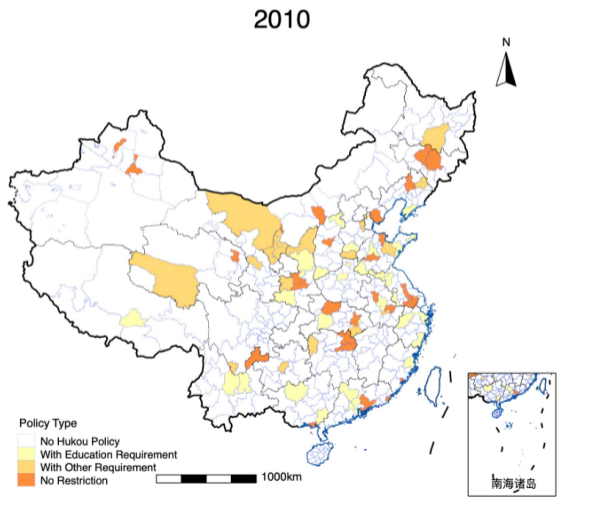 2010
N
Policy Type
No Hukou Policy
With Education Requirement
With Other Requirement
No Restriction
1000km
南海诸岛